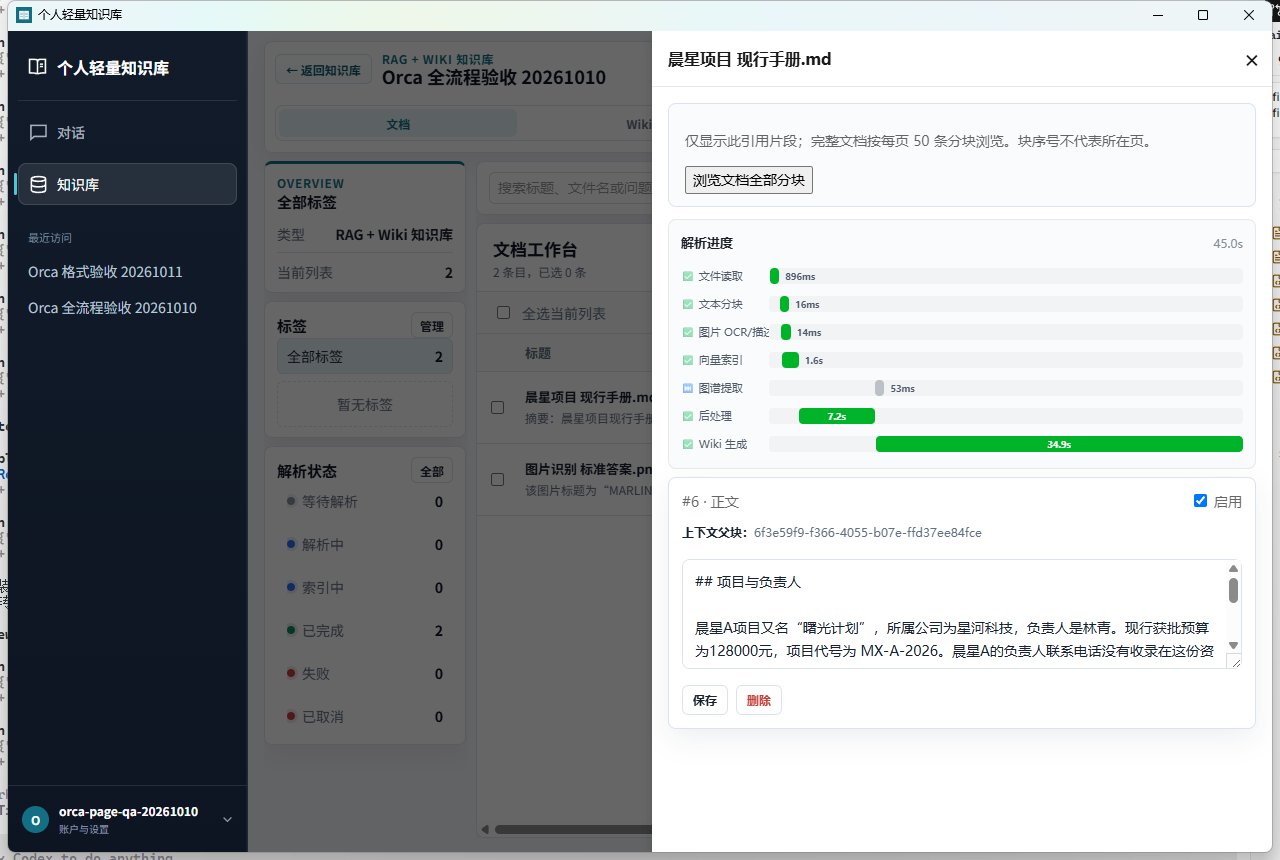 个人轻量知识库
个人轻量知识库
对话
知识库
最近访问
Orca 格式验收 20261011
Orca 全流程验收 20261010
orca-page-qa-20261010
账户与设置
O
← 返回知识库
RAG + WIKI 知识库
Orca 全流程验收 20261010
文档
Wiki
OVERVIEW
全部标签
类型 RAG + Wiki 知识库
当前列表 2
标签 管理
全部标签 2
暂无标签
解析状态 全部
等待解析 0
解析中 0
索引中 0
已完成 2
失败 0
已取消 0
搜索标题、文件名或问题
文档工作台
2 条目，已选 0 条
全选当前列表
标题
晨星项目 现行手册.md
摘要：晨星项目现行手册
图片识别 标准答案.pn
该图片标题为“MARLIN
晨星项目 现行手册.md
仅显示此引用片段；完整文档按每页 50 条分块浏览。块序号不代表所在页。
浏览文档全部分块
解析进度 45.0s
文件读取 896ms
文本分块 16ms
图片 OCR/描述 14ms
向量索引 1.6s
图谱提取 53ms
后处理 7.2s
Wiki 生成 34.9s
#6 · 正文 启用
上下文父块： 6f3e59f9-f366-4055-b07e-ffd37ee84fce
## 项目与负责人
晨星A项目又名“曙光计划”，所属公司为星河科技，负责人是林青。现行获批预算
为128000元，项目代号为 MX-A-2026。晨星A的负责人联系电话没有收录在这份资
保存 删除
Codex to do anything